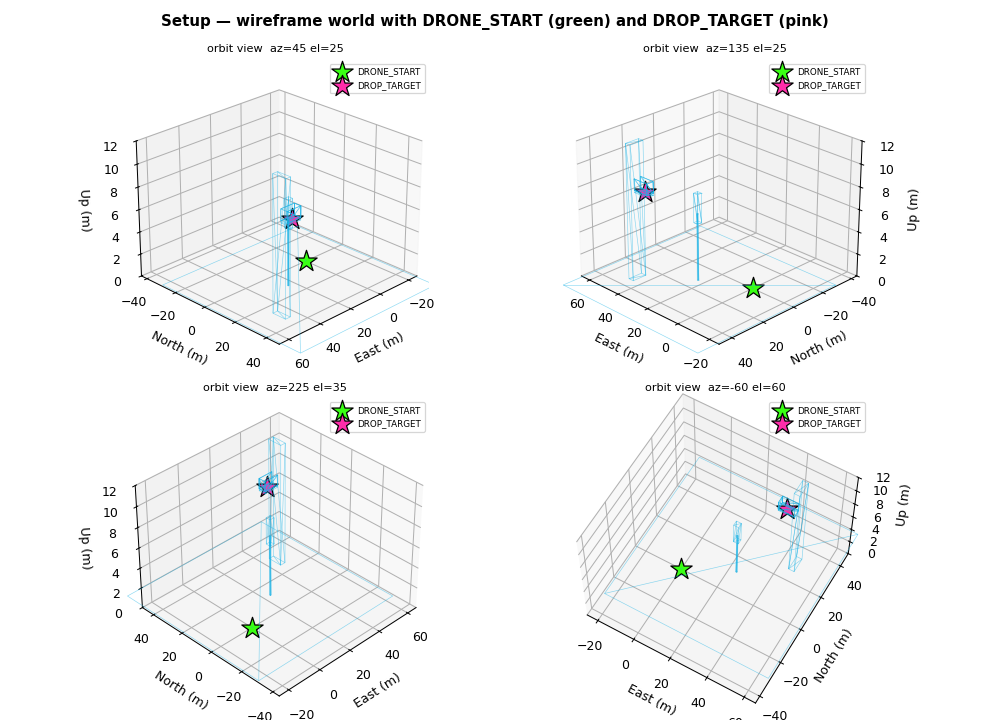 Setup — wireframe world with DRONE_START (green) and DROP_TARGET (pink)
orbit view  az=45 el=25
DRONE_START
DROP_TARGET
12
10
8
6
4
2
0
Up (m)
−40
−20
0
20
40
North (m)
60
40
20
0
−20
East (m)
orbit view  az=135 el=25
DRONE_START
DROP_TARGET
12
10
8
6
4
2
0
Up (m)
60
40
20
0
−20
East (m)
40
20
0
−20
−40
North (m)
orbit view  az=225 el=35
DRONE_START
DROP_TARGET
12
10
8
6
4
2
0
Up (m)
40
20
0
−20
−40
North (m)
−20
0
20
40
60
East (m)
orbit view  az=-60 el=60
DRONE_START
DROP_TARGET
12
10
8
6
4
2
0
Up (m)
−20
0
20
40
East (m)
40
20
0
−20
−40
North (m)